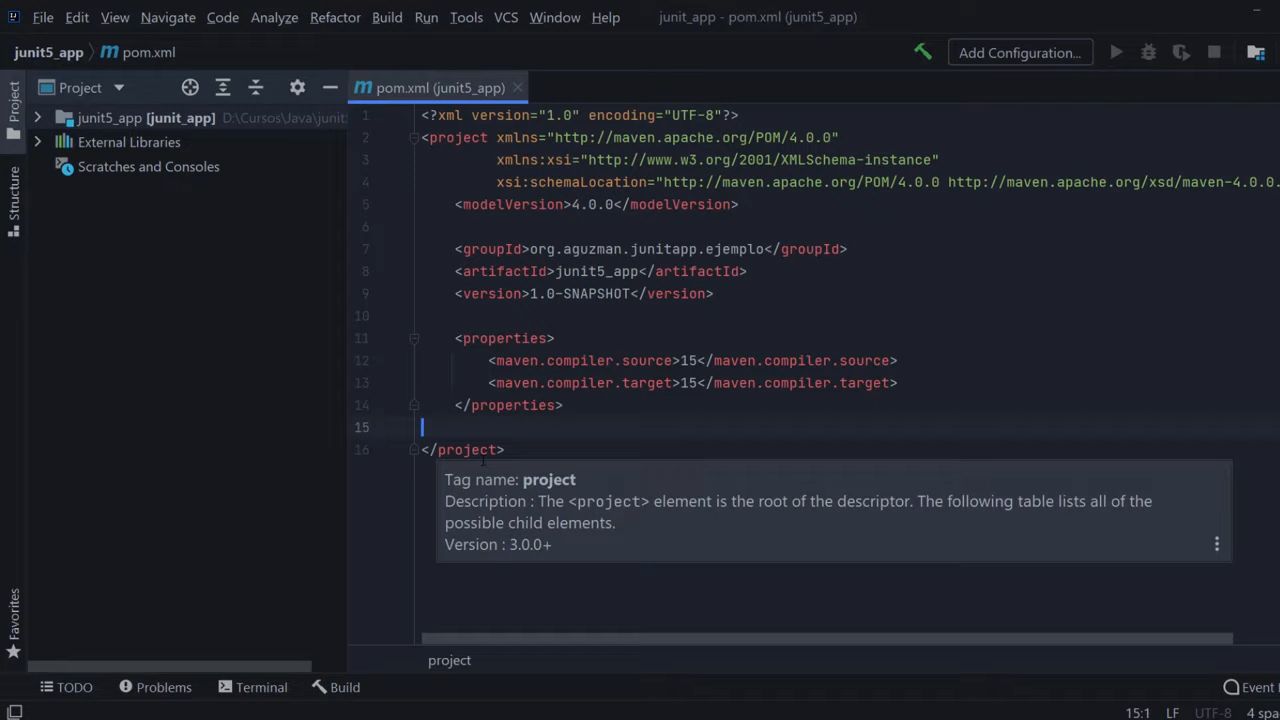 File Edit View Navigate Code Analyze Refactor Build Run Tools VCS Window Help junit_app - pom.xml (junit5_app)
junit5_app pom.xml Add Configuration...
Project Project pom.xml (junit5_app)
junit5_app [junit_app] D:\Cursos\Java\junit
External Libraries
Scratches and Consoles
Structure
Favorites
1 <?xml version="1.0" encoding="UTF-8"?>
2 <project xmlns="http://maven.apache.org/POM/4.0.0"
3 xmlns:xsi="http://www.w3.org/2001/XMLSchema-instance"
4 xsi:schemaLocation="http://maven.apache.org/POM/4.0.0 http://maven.apache.org/xsd/maven-4.0.0.
5 <modelVersion>4.0.0</modelVersion>
6
7 <groupId>org.aguzman.junitapp.ejemplo</groupId>
8 <artifactId>junit5_app</artifactId>
9 <version>1.0-SNAPSHOT</version>
10
11 <properties>
12 <maven.compiler.source>15</maven.compiler.source>
13 <maven.compiler.target>15</maven.compiler.target>
14 </properties>
15
16 </project>
Tag name: project
Description : The <project> element is the root of the descriptor. The following table lists all of the
possible child elements.
Version : 3.0.0+
project
TODO Problems Terminal Build Event
15:1 LF UTF-8 4 spa